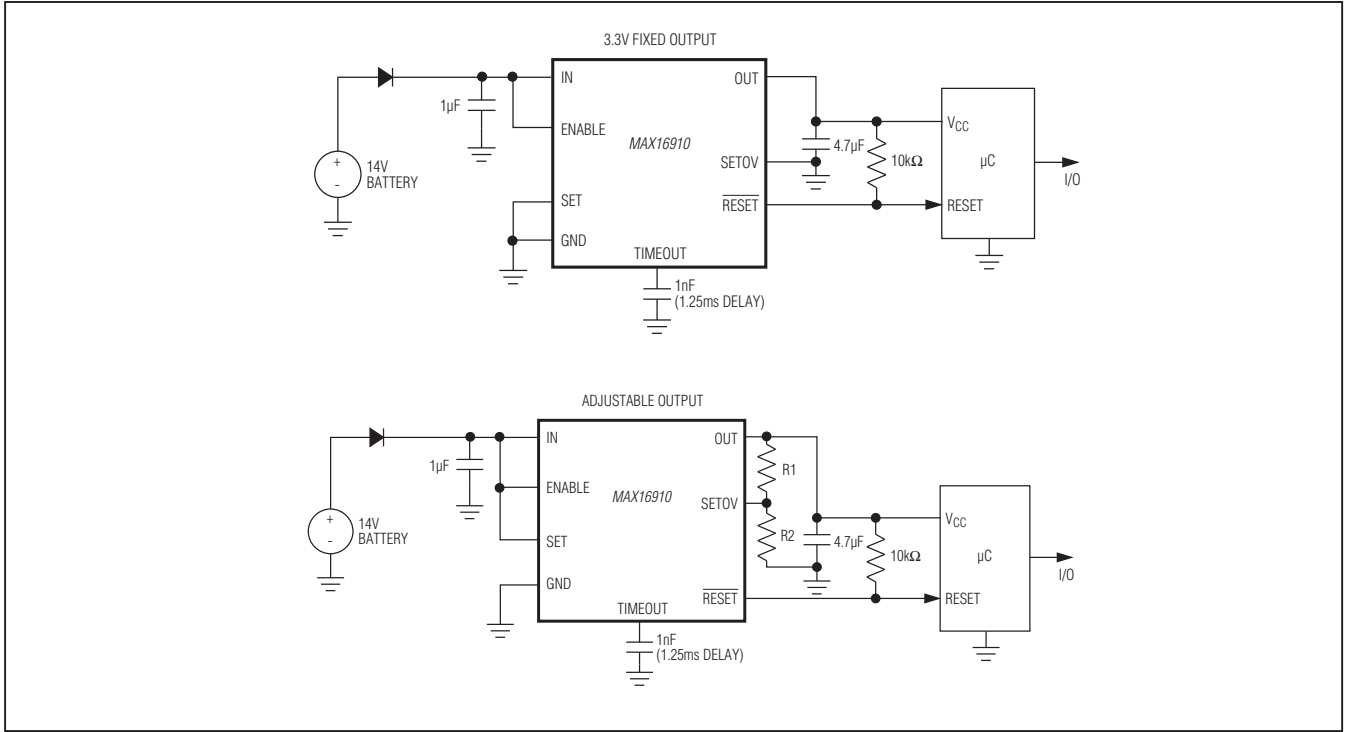 3.3V FIXED OUTPUT
IN
OUT
1µF
ENABLE
MAX16910
4.7µF
10kΩ
VCC
µC
+
-
14V
BATTERY
SETOV
I/O
SET
RESET
RESET
GND
TIMEOUT
1nF
(1.25ms DELAY)
ADJUSTABLE OUTPUT
IN
OUT
1µF
R1
ENABLE
MAX16910
SETOV
+
-
14V
BATTERY
R2
4.7µF
10kΩ
VCC
µC
SET
I/O
GND
RESET
RESET
TIMEOUT
1nF
(1.25ms DELAY)